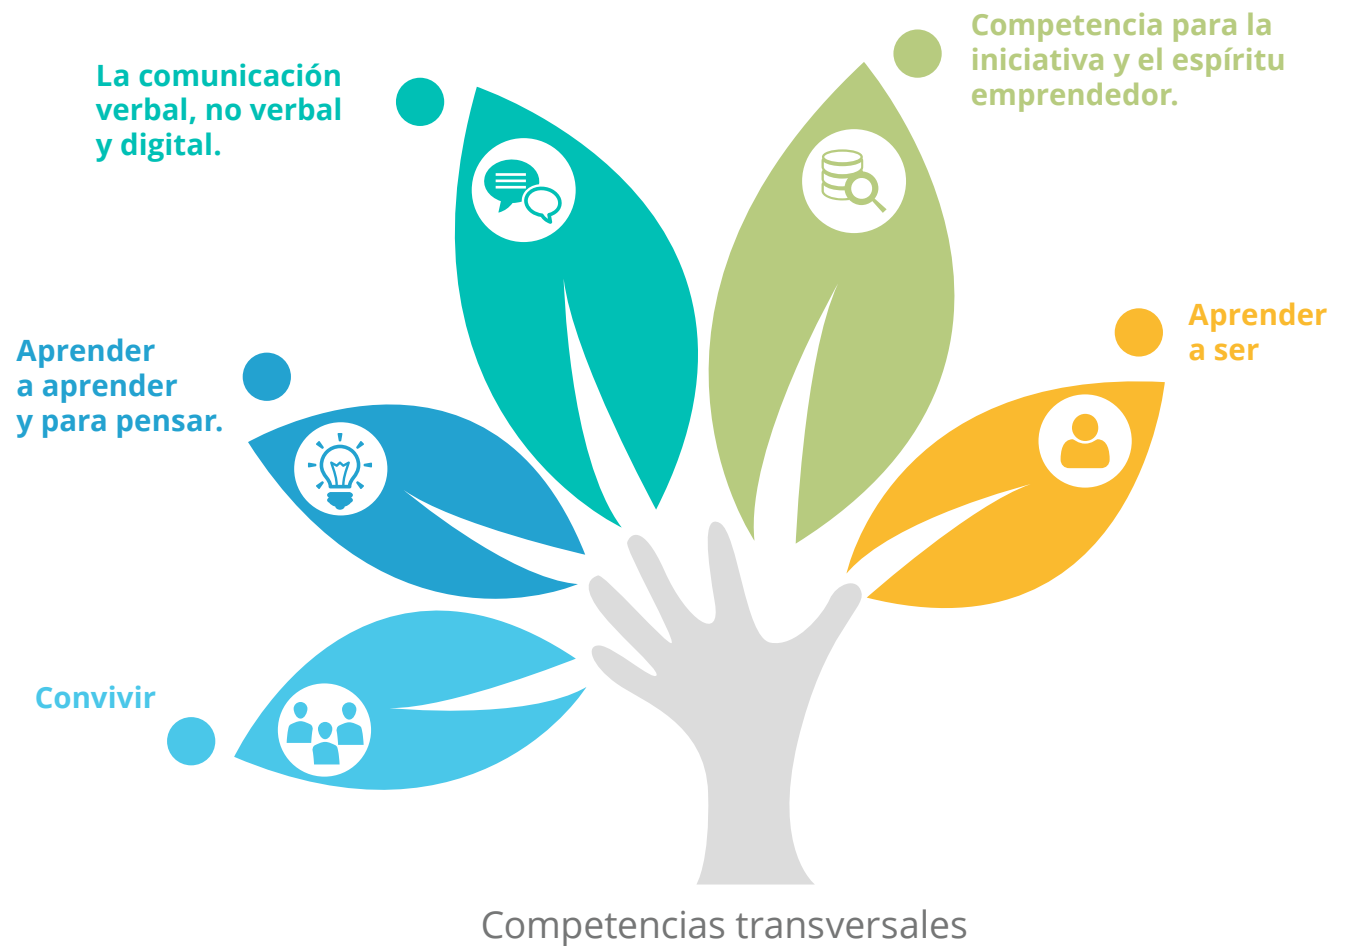 La comunicación
verbal, no verbal
y digital.
Competencia para la
iniciativa y el espíritu
emprendedor.
Aprender
a aprender
y para pensar.
Aprender
a ser
Convivir
Competencias transversales